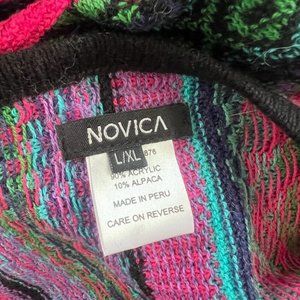 NOVICA
L/XL
876
90% ACRYLIC
10% ALPACA
MADE IN PERU
CARE ON REVERSE